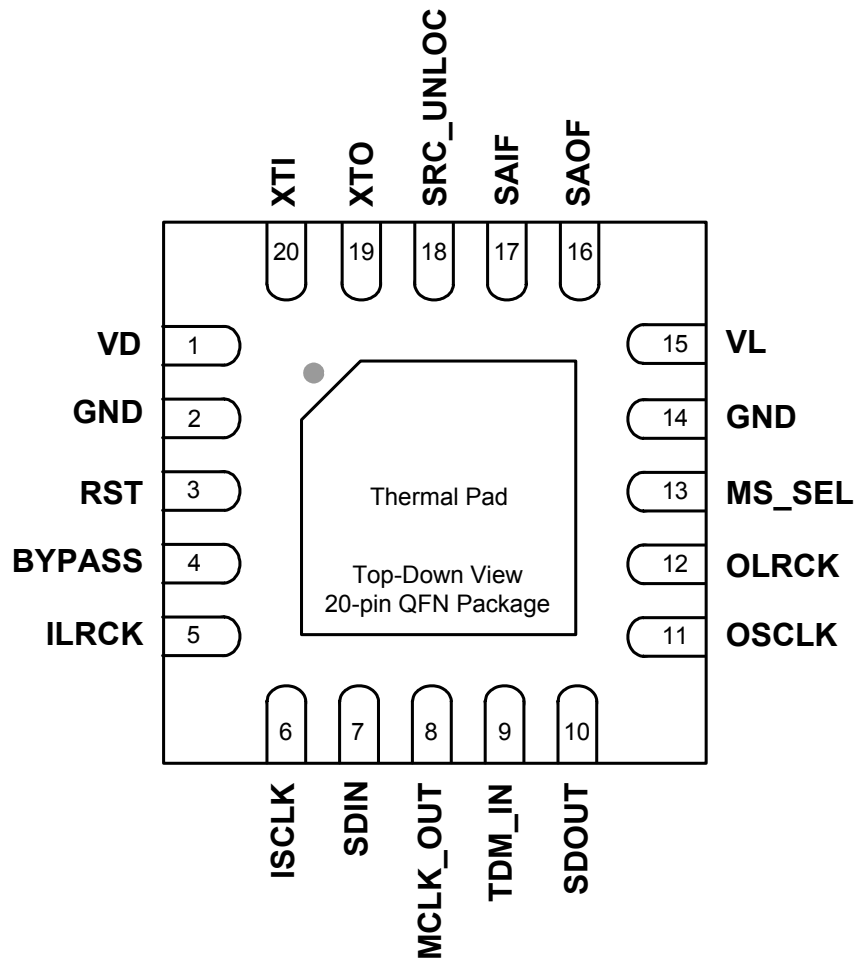 XTI
XTO
SRC_UNLOC
SAIF
SAOF
20
19
18
17
16
VD 1
GND 2
RST 3
BYPASS 4
ILRCK 5
15 VL
14 GND
13 MS_SEL
12 OLRCK
11 OSCLK
Thermal Pad
Top-Down View
20-pin QFN Package
6
7
8
9
10
ISCLK
SDIN
MCLK_OUT
TDM_IN
SDOUT